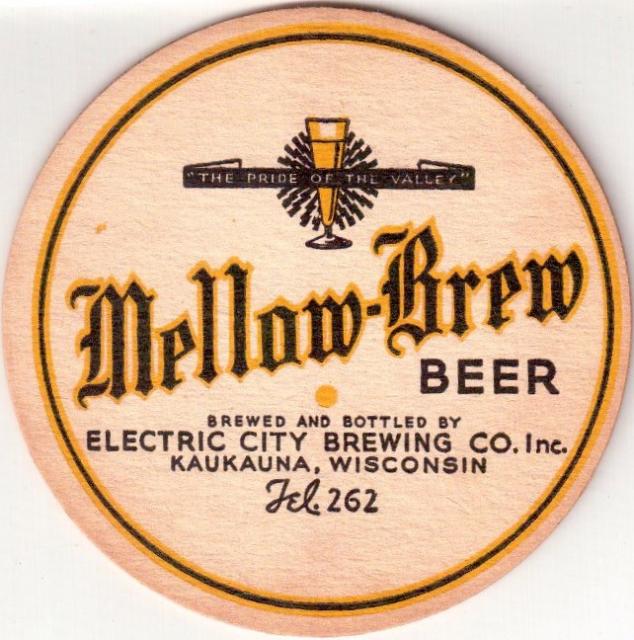 "THE PRIDE OF THE VALLEY"
Mellow-Brew
BEER
BREWED AND BOTTLED BY
ELECTRIC CITY BREWING CO. Inc.
KAUKAUNA, WISCONSIN
Tel. 262